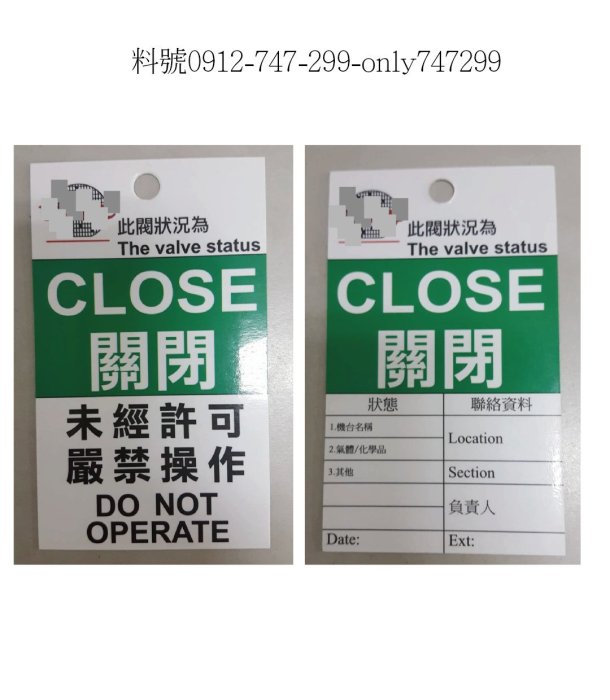 料號0912-747-299-only747299
此閥狀況為
The valve status
CLOSE
關閉
未經許可
嚴禁操作
DO NOT
OPERATE
此閥狀況為
The valve status
CLOSE
關閉
狀態 聯絡資料
1.機台名稱
Location
2.氣體/化學品
3.其他 Section
負責人
Date: Ext: